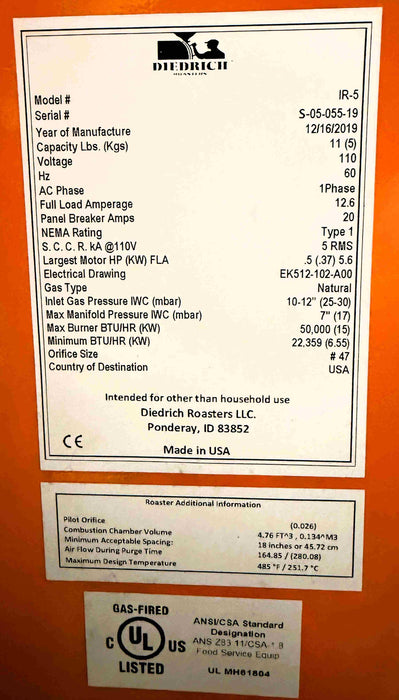 DIEDRICH
ROASTERS
Model # IR-5
Serial # S-05-055-19
Year of Manufacture 12/16/2019
Capacity Lbs. (Kgs) 11 (5)
Voltage 110
Hz 60
AC Phase 1Phase
Full Load Amperage 12.6
Panel Breaker Amps 20
NEMA Rating Type 1
S. C. C. R. kA @110V 5 RMS
Largest Motor HP (KW) FLA .5 (.37) 5.6
Electrical Drawing EK512-102-A00
Gas Type Natural
Inlet Gas Pressure IWC (mbar) 10-12" (25-30)
Max Manifold Pressure IWC (mbar) 7" (17)
Max Burner BTU/HR (KW) 50,000 (15)
Minimum BTU/HR (KW) 22,359 (6.55)
Orifice Size # 47
Country of Destination USA
Intended for other than household use
Diedrich Roasters LLC.
Ponderay, ID 83852
CE
Made in USA
Roaster Additional Information
Pilot Orifice (0.026)
Combustion Chamber Volume 4.76 FT^3 , 0.134^M3
Minimum Acceptable Spacing: 18 inches or 45.72 cm
Air Flow During Purge Time 164.85 / (280.08)
Maximum Design Temperature 485 °F / 251.7 °C
GAS-FIRED
C UL US
LISTED
ANSI/CSA Standard
Designation
ANS Z83 11/CSA 1 8
Food Service Equip
UL MH61804